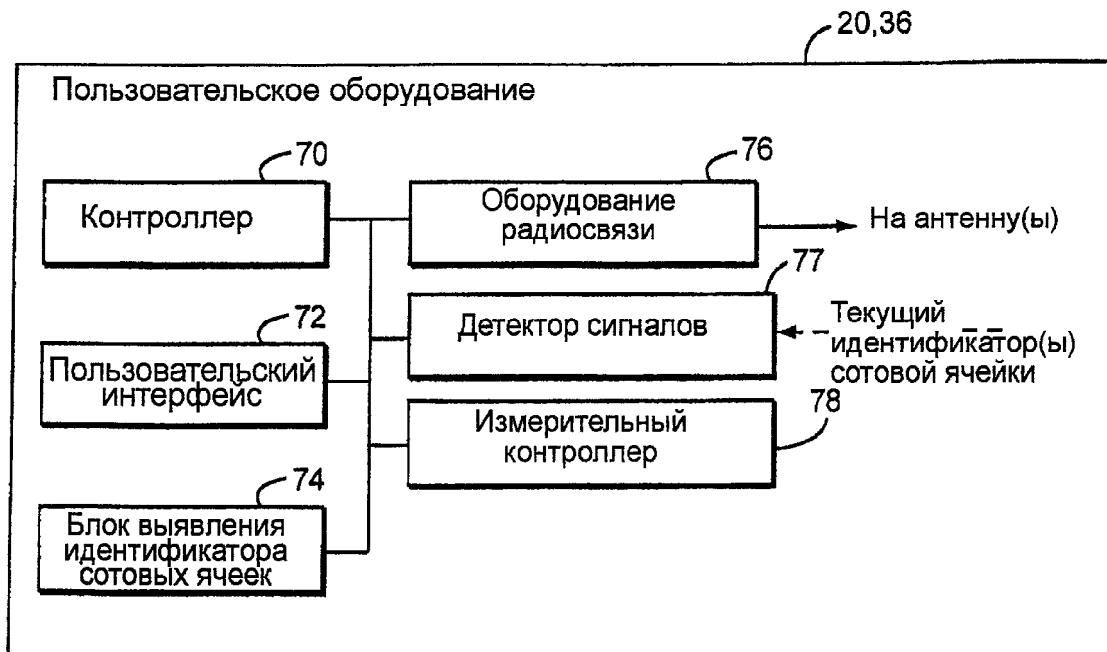 20,36
Пользовательское оборудование
70
Контроллер
76
Оборудование
радиосвязи
На антенну(ы)
72
Пользовательский
интерфейс
77
Детектор сигналов
Текущий
идентификатор(ы)
сотовой ячейки
78
Измерительный
контроллер
74
Блок выявления
идентификатора
сотовых ячеек